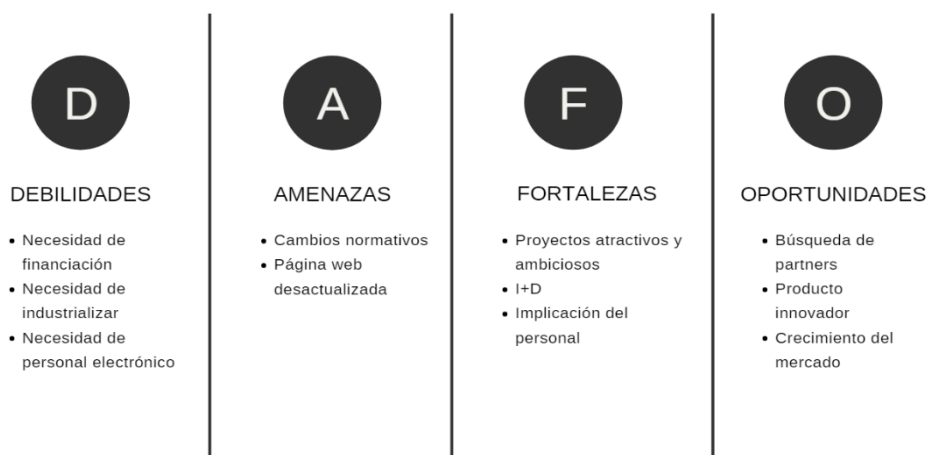 D
DEBILIDADES
• Necesidad de
financiación
• Necesidad de
industrializar
• Necesidad de
personal electrónico
A
AMENAZAS
• Cambios normativos
• Página web
desactualizada
F
FORTALEZAS
• Proyectos atractivos y
ambiciosos
• I+D
• Implicación del
personal
O
OPORTUNIDADES
• Búsqueda de
partners
• Producto
innovador
• Crecimiento del
mercado